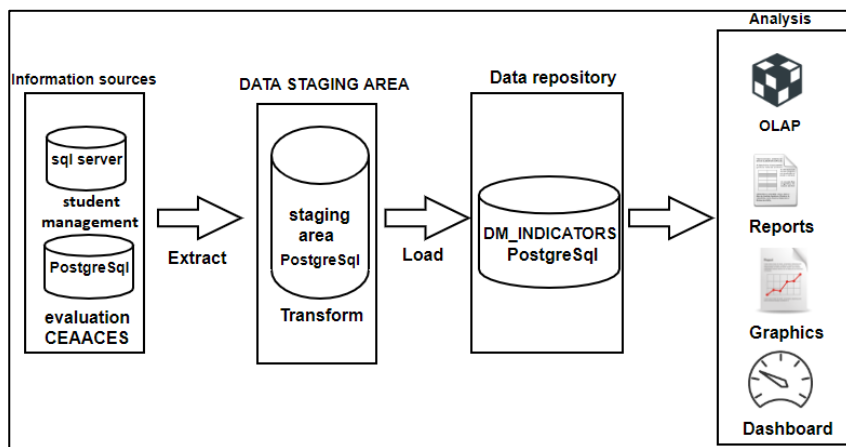 Analysis
Information sources
DATA STAGING AREA
Data repository
sql server
student
management
PostgreSql
evaluation
CEAACES
Extract
staging
area
PostgreSql
Transform
Load
DM_INDICATORS
PostgreSql
OLAP
Reports
Graphics
Dashboard